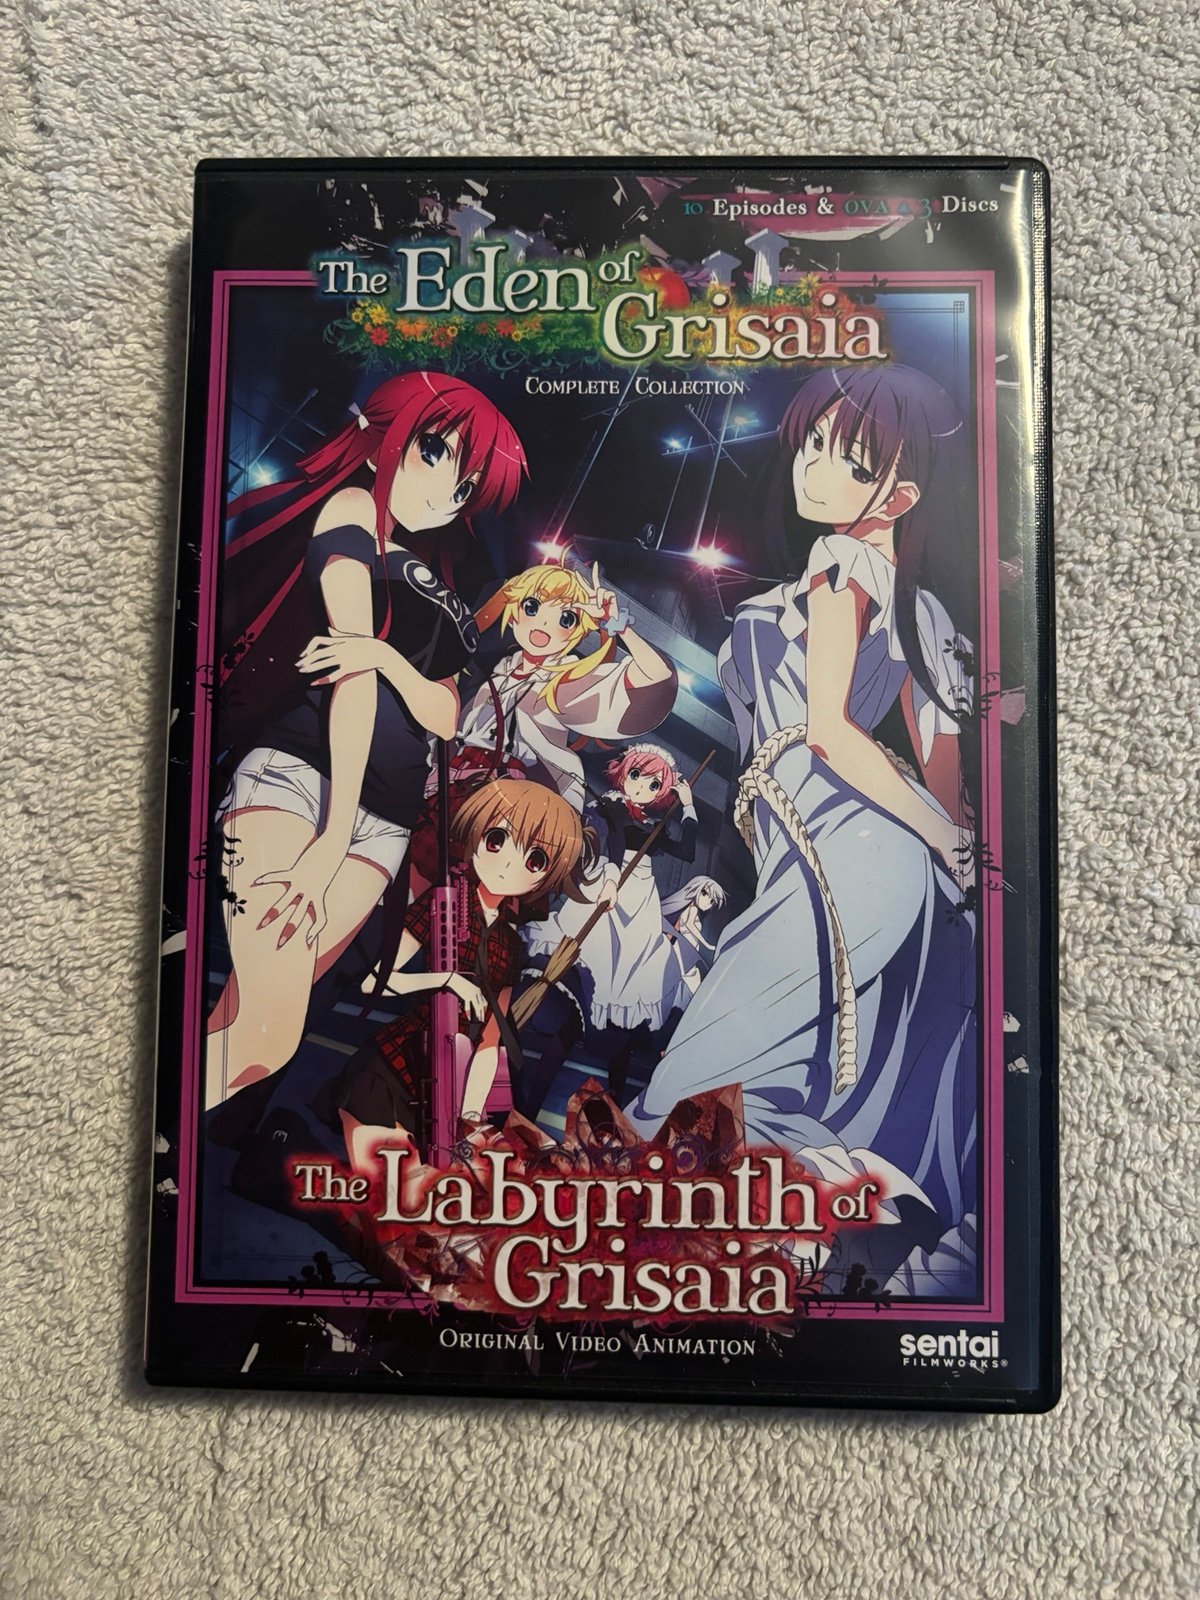 10 Episodes & OVA ▲ 3 Discs
The Eden of
Grisaia
Complete Collection
The Labyrinth of
Grisaia
Original Video Animation
sentai
FILMWORKS®